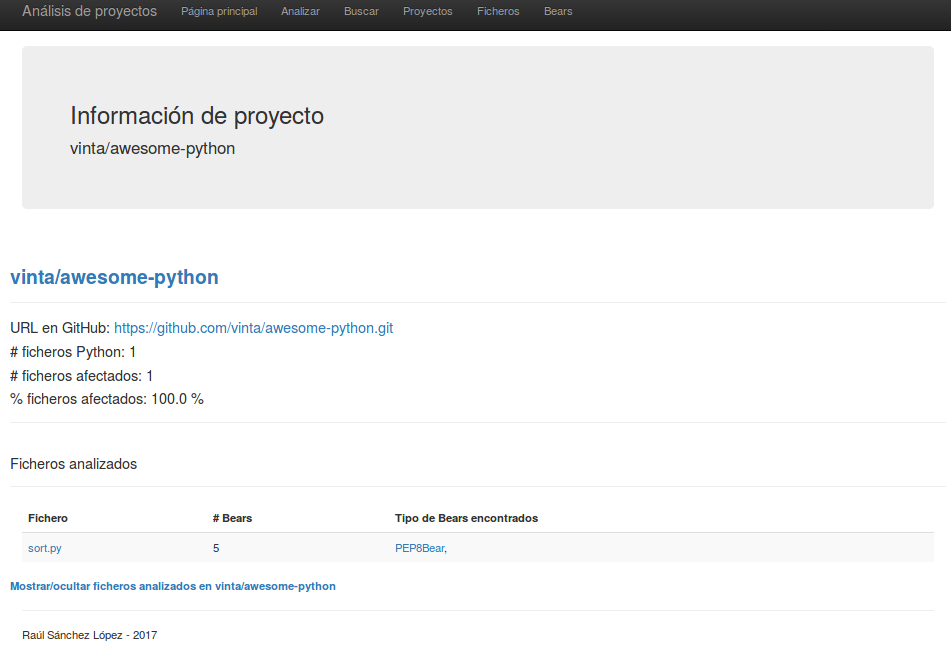 Análisis de proyectos Página principal Analizar Buscar Proyectos Ficheros Bears
Información de proyecto
vinta/awesome-python
vinta/awesome-python
URL en GitHub: https://github.com/vinta/awesome-python.git
# ficheros Python: 1
# ficheros afectados: 1
% ficheros afectados: 100.0 %
Ficheros analizados
Fichero # Bears Tipo de Bears encontrados
sort.py 5 PEP8Bear,
Mostrar/ocultar ficheros analizados en vinta/awesome-python
Raúl Sánchez López - 2017